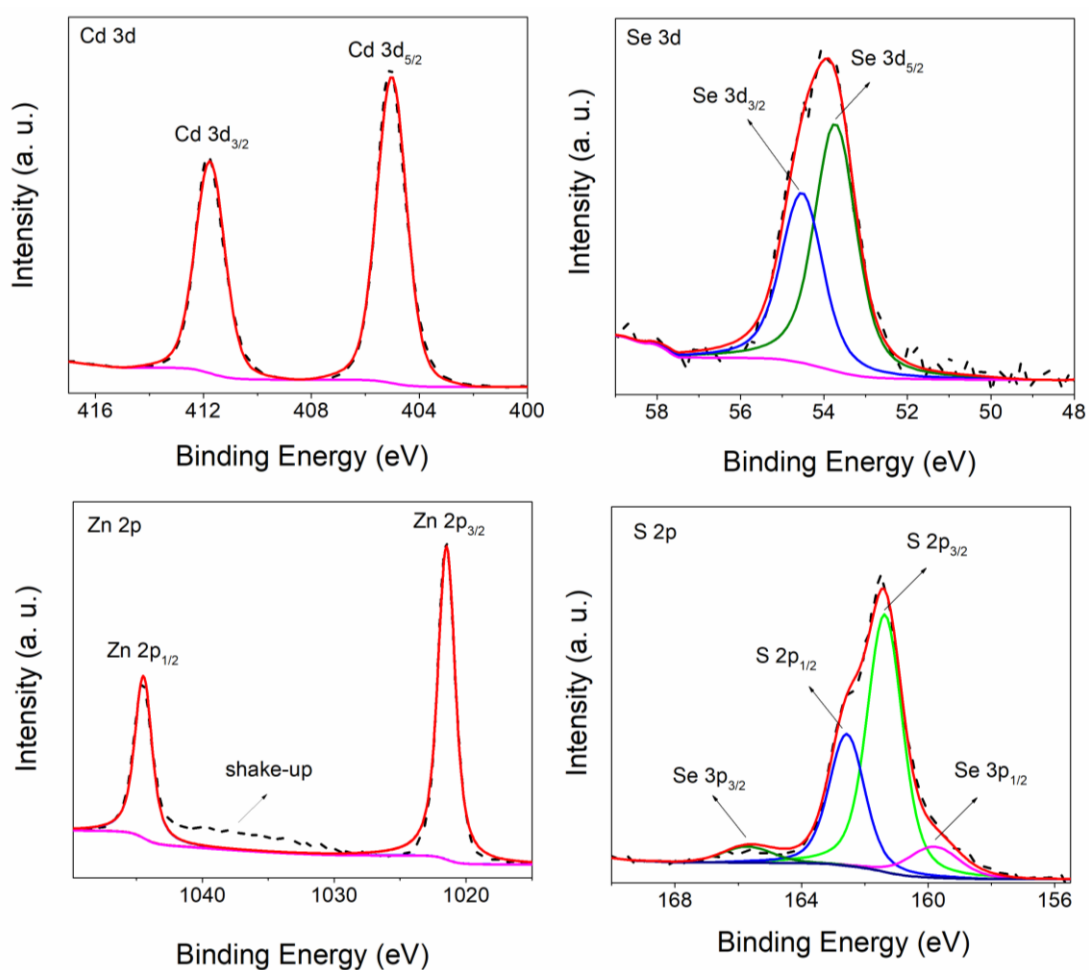 Cd 3d
Cd 3d5/2
Cd 3d3/2
Intensity (a. u.)
416 412 408 404 400
Binding Energy (eV)
Se 3d
Se 3d5/2
Se 3d3/2
Intensity (a. u.)
58 56 54 52 50 48
Binding Energy (eV)
Zn 2p
Zn 2p3/2
Zn 2p1/2
shake-up
Intensity (a. u.)
1040 1030 1020
Binding Energy (eV)
S 2p
S 2p3/2
S 2p1/2
Se 3p3/2
Se 3p1/2
Intensity (a. u.)
168 164 160 156
Binding Energy (eV)